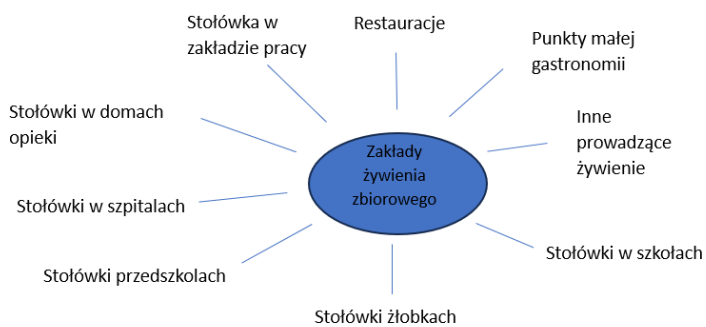 Stołówka w
zakładzie pracy
Restauracje
Punkty małej
gastronomii
Stołówki w domach
opieki
Inne
prowadzące
żywienie
Zakłady
żywienia
zbiorowego
Stołówki w szpitalach
Stołówki w szkołach
Stołówki przedszkolach
Stołówki żłobkach